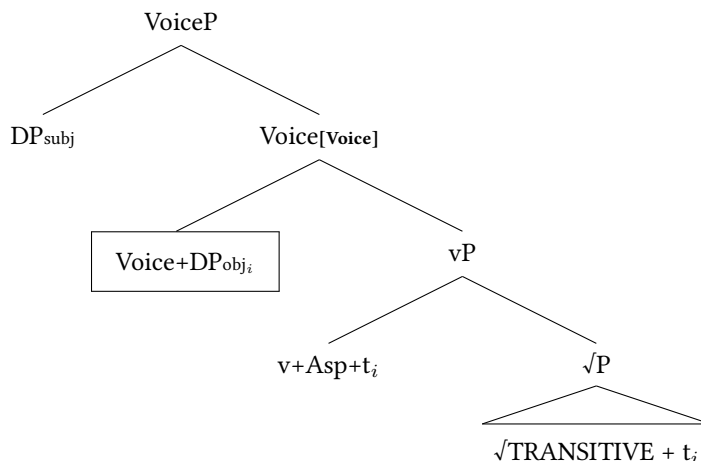 VoiceP
DPsubj
Voice[Voice]
Voice+DPobji
vP
v+Asp+ti
√P
√TRANSITIVE + ti